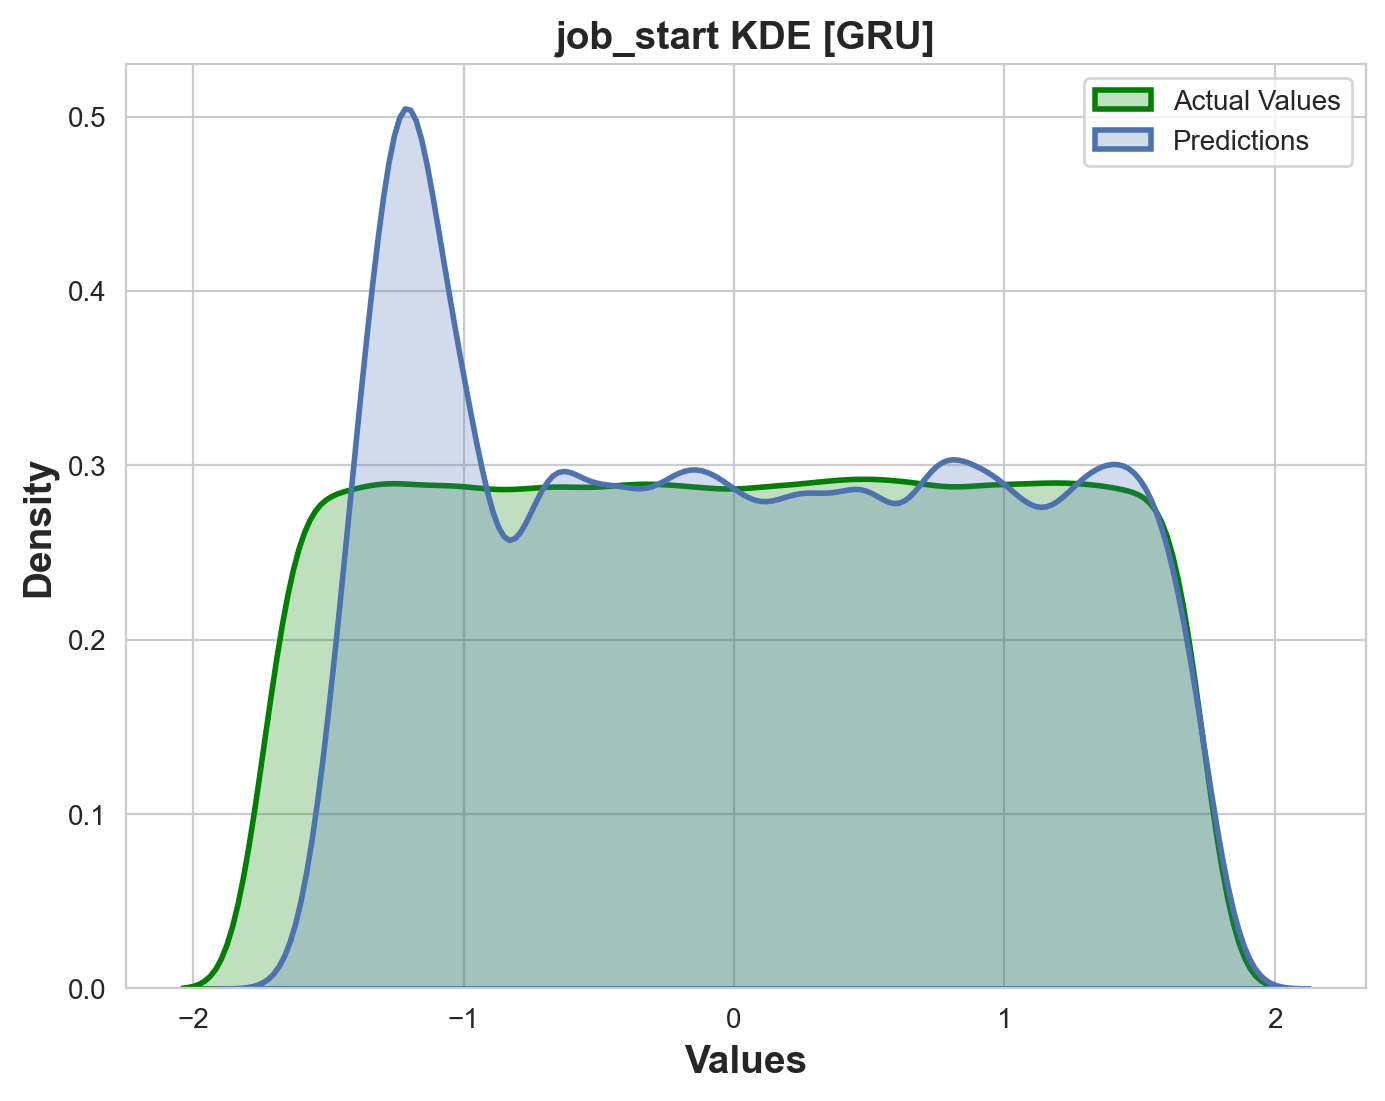 job_start KDE [GRU]
Actual Values
Predictions
0.5
0.4
0.3
0.2
0.1
0.0
Density
−2
−1
0
1
2
Values